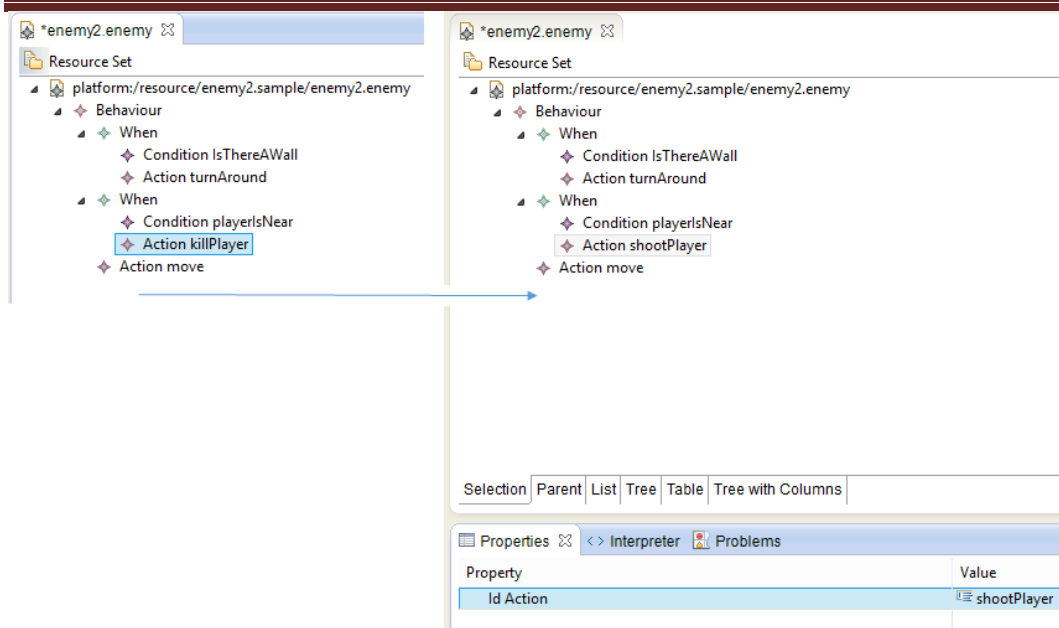 *enemy2.enemy
Resource Set
platform:/resource/enemy2.sample/enemy2.enemy
Behaviour
When
Condition IsThereAWall
Action turnAround
When
Condition playerIsNear
Action killPlayer
Action move
*enemy2.enemy
Resource Set
platform:/resource/enemy2.sample/enemy2.enemy
Behaviour
When
Condition IsThereAWall
Action turnAround
When
Condition playerIsNear
Action shootPlayer
Action move
Selection Parent List Tree Table Tree with Columns
Properties <> Interpreter Problems
Property Value
Id Action shootPlayer